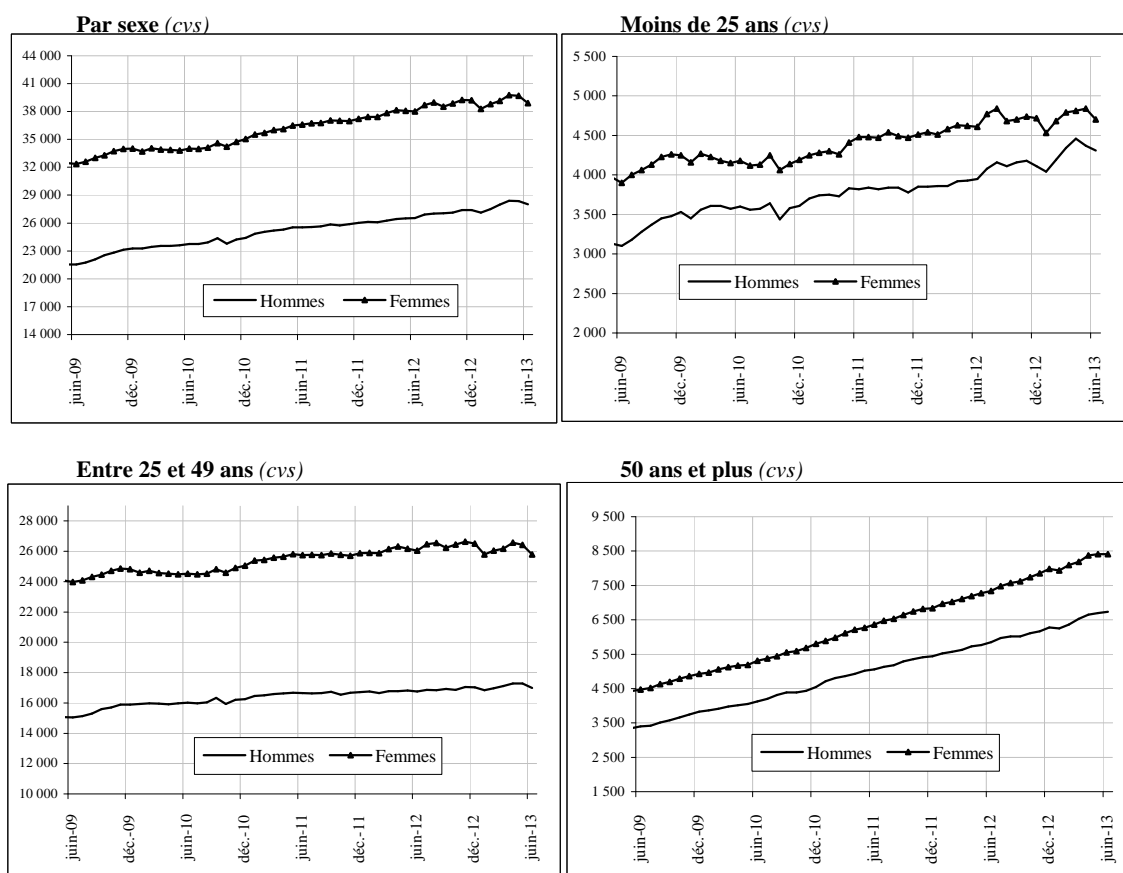 Par sexe (cvs)
44 000
41 000
38 000
35 000
32 000
29 000
26 000
23 000
20 000
17 000
14 000
Hommes
Femmes
juin-09
déc.-09
juin-10
déc.-10
juin-11
déc.-11
juin-12
déc.-12
juin-13
Moins de 25 ans (cvs)
5 500
5 000
4 500
4 000
3 500
3 000
2 500
2 000
Hommes
Femmes
juin-09
déc.-09
juin-10
déc.-10
juin-11
déc.-11
juin-12
déc.-12
juin-13
Entre 25 et 49 ans (cvs)
28 000
26 000
24 000
22 000
20 000
18 000
16 000
14 000
12 000
10 000
Hommes
Femmes
juin-09
déc.-09
juin-10
déc.-10
juin-11
déc.-11
juin-12
déc.-12
juin-13
50 ans et plus (cvs)
9 500
8 500
7 500
6 500
5 500
4 500
3 500
2 500
1 500
Hommes
Femmes
juin-09
déc.-09
juin-10
déc.-10
juin-11
déc.-11
juin-12
déc.-12
juin-13